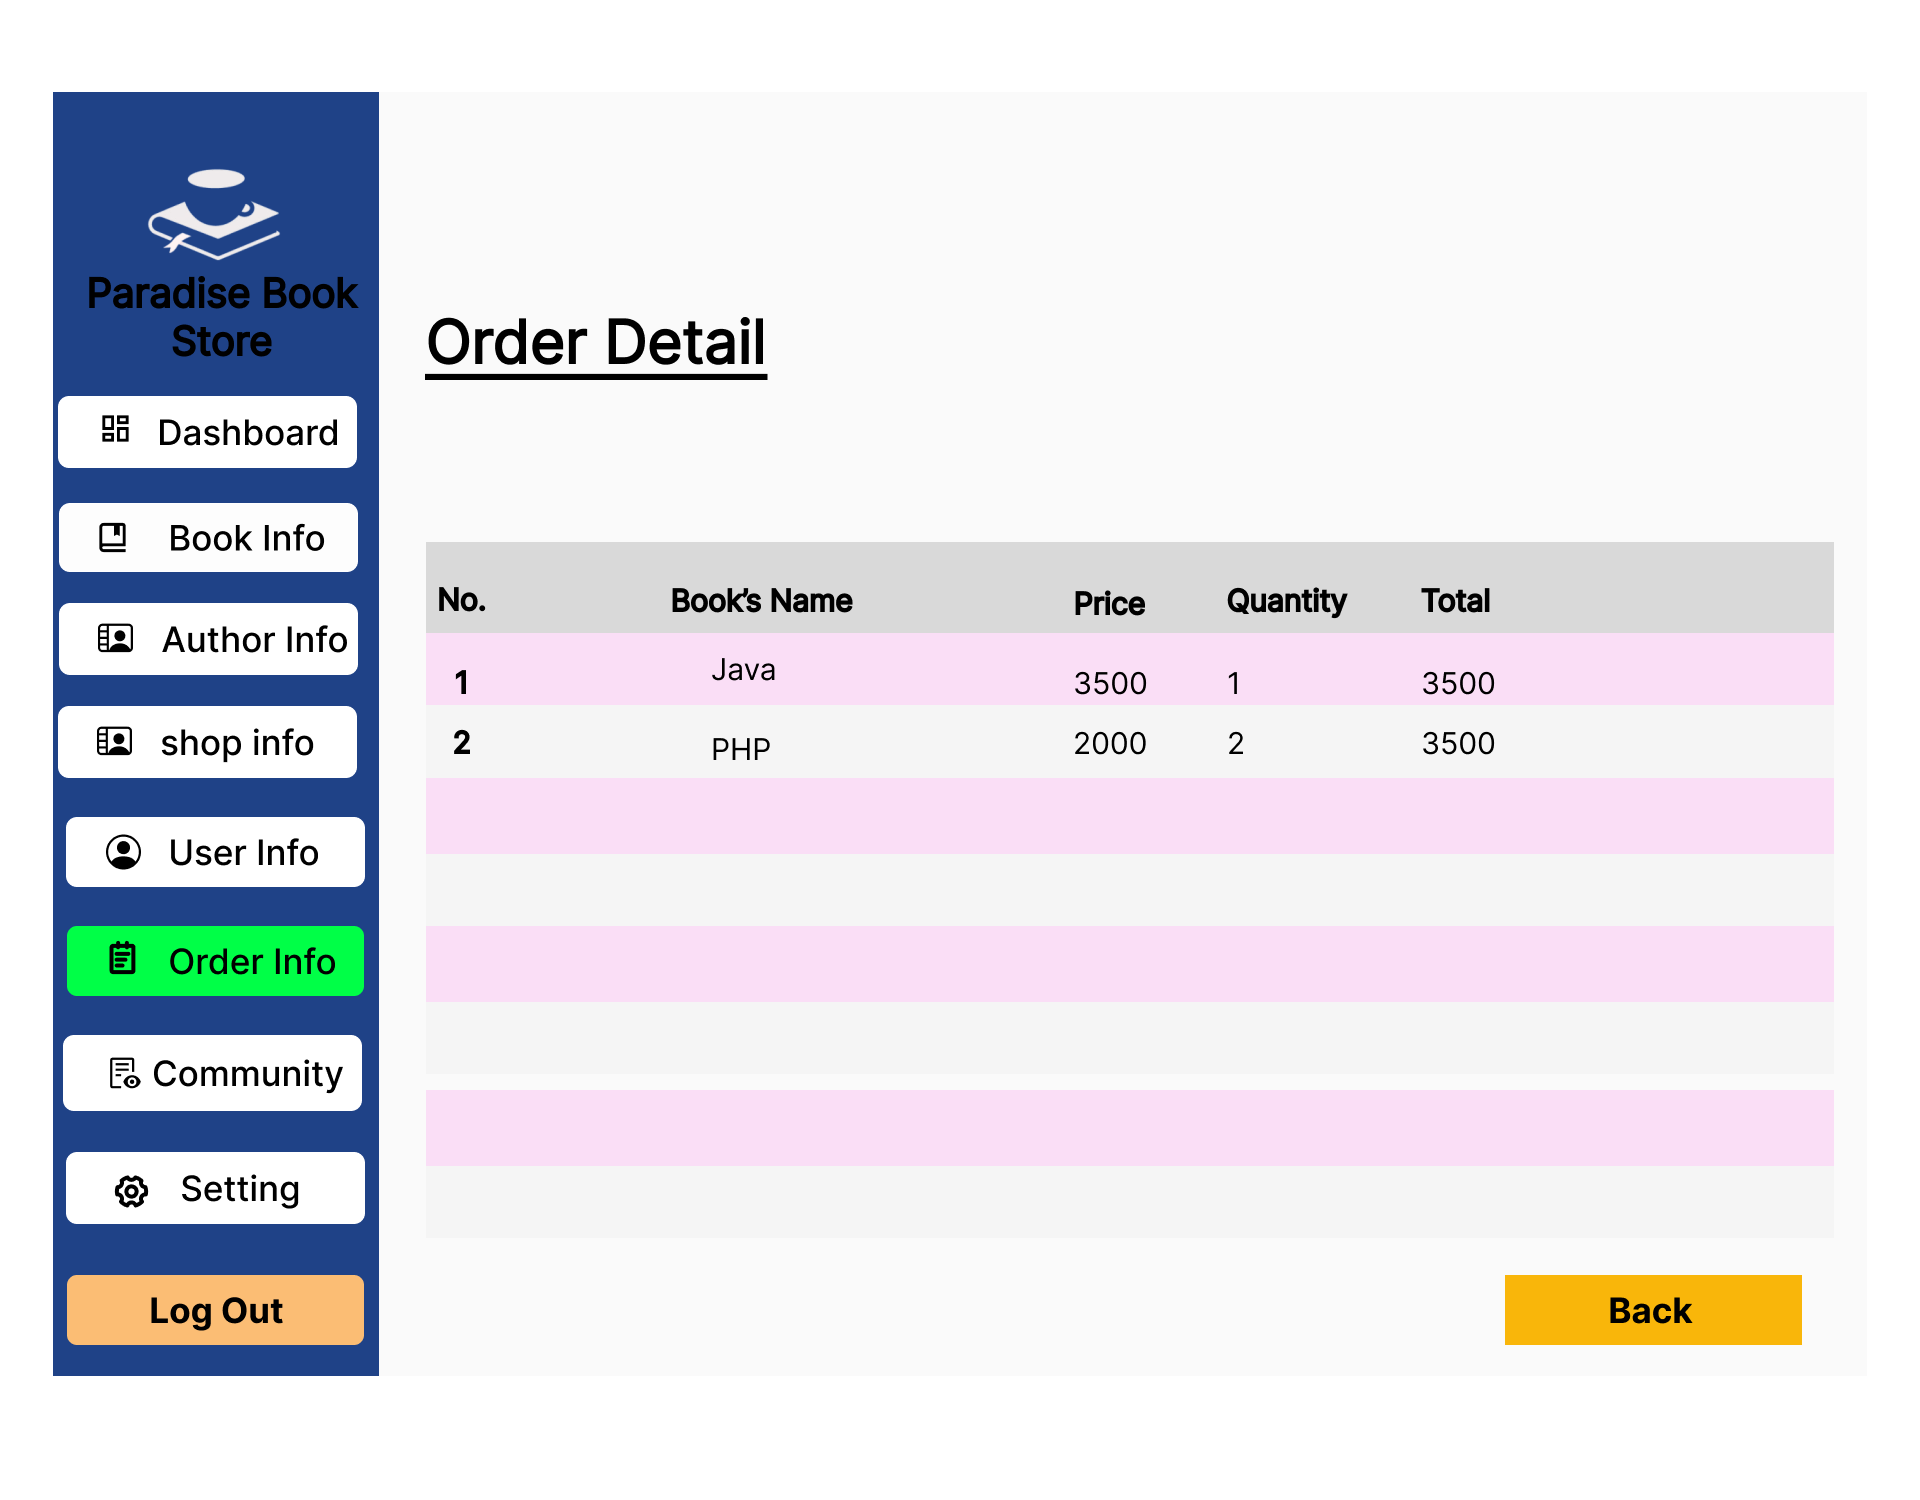 Paradise Book
Store
Dashboard
Book Info
Author Info
shop info
User Info
Order Info
Community
Setting
Log Out
Order Detail
No. Book's Name Price Quantity Total
1 Java 3500 1 3500
2 PHP 2000 2 3500
Back